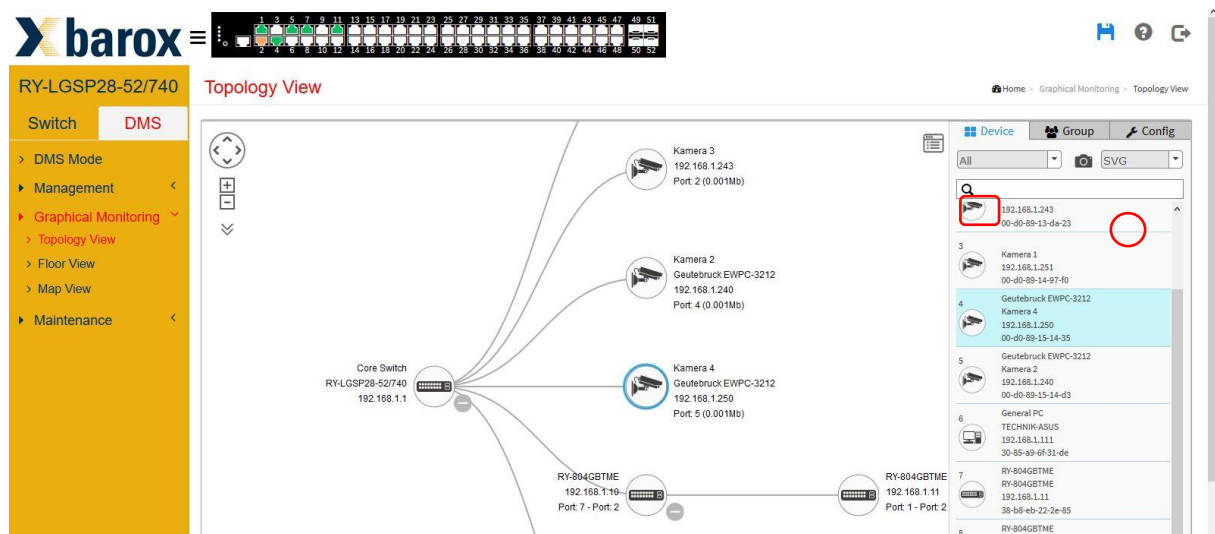 barox
1 3 5 7 9 11 13 15 17 19 21 23 25 27 29 31 33 35 37 39 41 43 45 47 49 51
2 4 6 8 10 12 14 16 18 20 22 24 26 28 30 32 34 36 38 40 42 44 46 48 50 52
RY-LGSP28-52/740
Switch
DMS
> DMS Mode
Management
Graphical Monitoring
> Topology View
> Floor View
> Map View
Maintenance
Topology View
Home > Graphical Monitoring > Topology View
Kamera 3
192.168.1.243
Port: 2 (0.001Mb)
Kamera 2
Geutebruck EWPC-3212
192.168.1.240
Port: 4 (0.001Mb)
Core Switch
RY-LGSP28-52/740
192.168.1.1
Kamera 4
Geutebruck EWPC-3212
192.168.1.250
Port: 5 (0.001Mb)
RY-804GBTME
192.168.1.10
Port: 7 - Port: 2
RY-804GBTME
192.168.1.11
Port: 1 - Port: 2
Device
Group
Config
All
SVG
192.168.1.243
00-d0-89-13-da-23
3
Kamera 1
192.168.1.251
00-d0-89-14-97-f0
4
Geutebruck EWPC-3212
Kamera 4
192.168.1.250
00-d0-89-15-14-35
5
Geutebruck EWPC-3212
Kamera 2
192.168.1.240
00-d0-89-15-14-d3
6
General PC
TECHNIK-ASUS
192.168.1.111
30-85-a9-6f-31-de
7
RY-804GBTME
RY-804GBTME
192.168.1.11
38-b8-eb-22-2e-85
8
RY-804GBTME